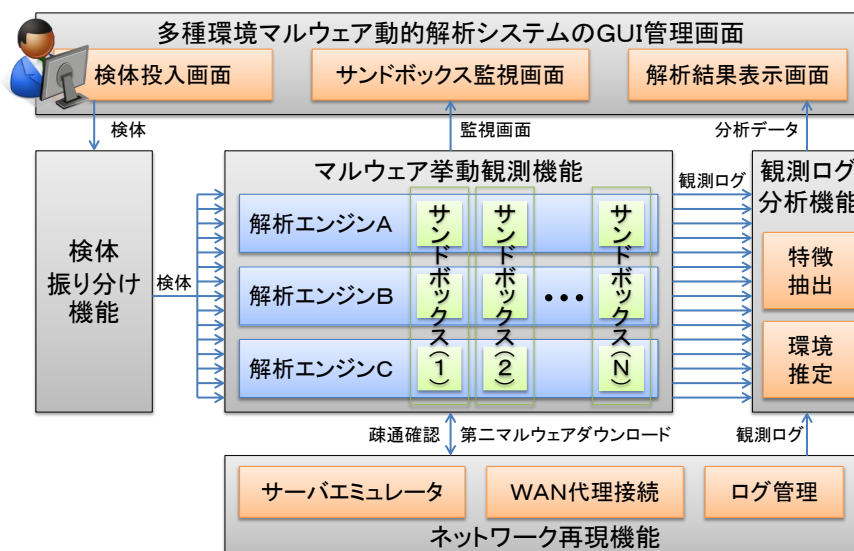 多種環境マルウェア動的解析システムのGUI管理画面
検体投入画面
サンドボックス監視画面
解析結果表示画面
検体
監視画面
分析データ
検体
振り分け
機能
検体
マルウェア挙動観測機能
解析エンジンA
解析エンジンB
解析エンジンC
サンドボックス(1)
サンドボックス(2)
•••
サンドボックス(N)
観測ログ
観測ログ
分析機能
特徴
抽出
環境
推定
疎通確認
第二マルウェアダウンロード
観測ログ
サーバエミュレータ
WAN代理接続
ログ管理
ネットワーク再現機能